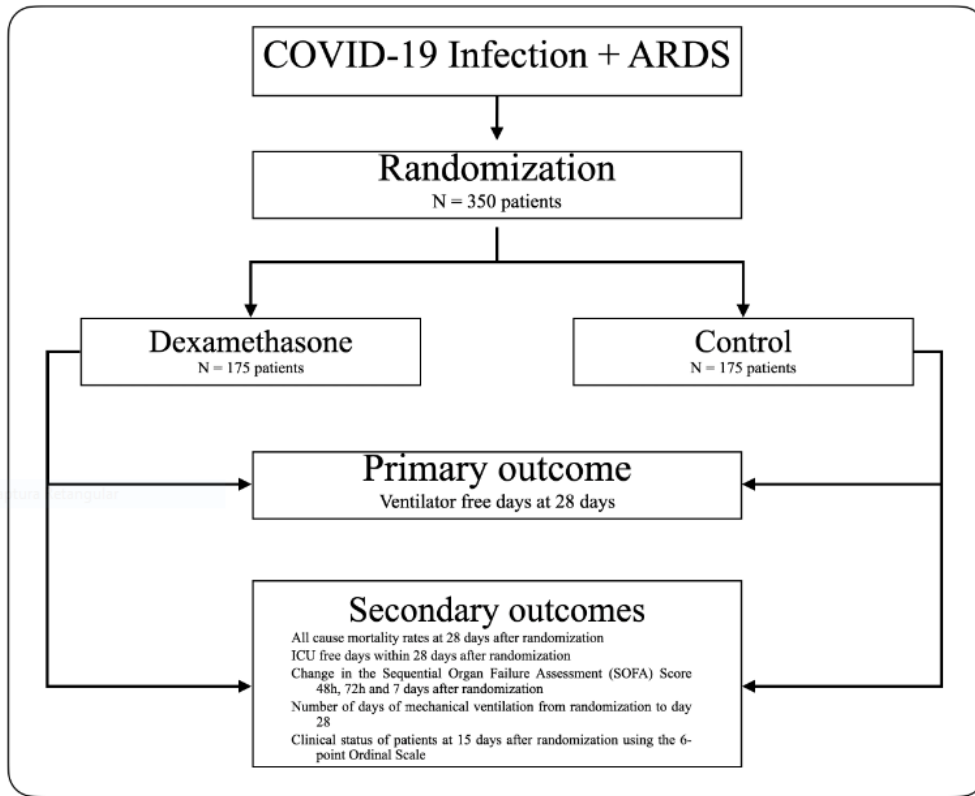 COVID-19 Infection + ARDS
Randomization
N = 350 patients
Dexamethasone
N = 175 patients
Control
N = 175 patients
Primary outcome
Ventilator free days at 28 days
Secondary outcomes
All cause mortality rates at 28 days after randomization
ICU free days within 28 days after randomization
Change in the Sequential Organ Failure Assessment (SOFA) Score
48h, 72h and 7 days after randomization
Number of days of mechanical ventilation from randomization to day
28
Clinical status of patients at 15 days after randomization using the 6-
point Ordinal Scale